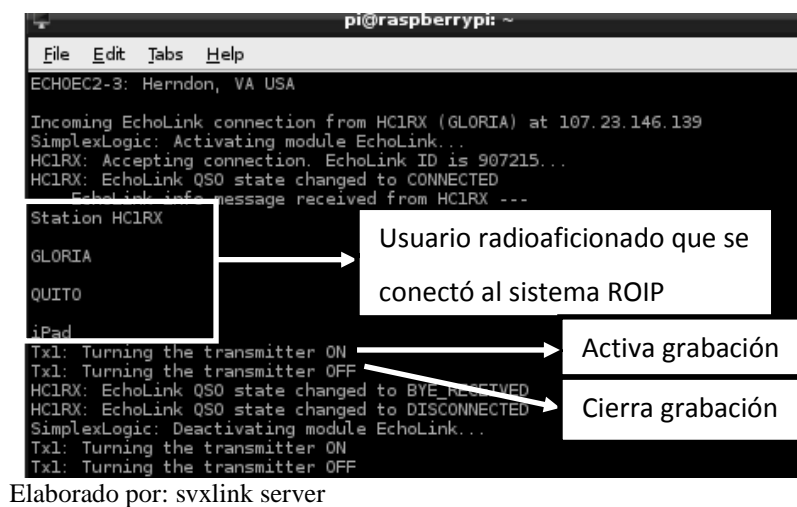 pi@raspberrypi: ~
File Edit Tabs Help
ECHOEC2-3: Herndon, VA USA
Incoming EchoLink connection from HC1RX (GLORIA) at 107.23.146.139
SimplexLogic: Activating module EchoLink...
HC1RX: Accepting connection. EchoLink ID is 907215...
HC1RX: EchoLink QSO state changed to CONNECTED
EchoLink info message received from HC1RX ---
Station HC1RX
GLORIA
QUITO
iPad
Usuario radioaficionado que se
conectó al sistema ROIP
Tx1: Turning the transmitter ON
Activa grabación
Tx1: Turning the transmitter OFF
HC1RX: EchoLink QSO state changed to BYE_RECEIVED
HC1RX: EchoLink QSO state changed to DISCONNECTED
Cierra grabación
SimplexLogic: Deactivating module EchoLink...
Tx1: Turning the transmitter ON
Tx1: Turning the transmitter OFF
Elaborado por: svxlink server